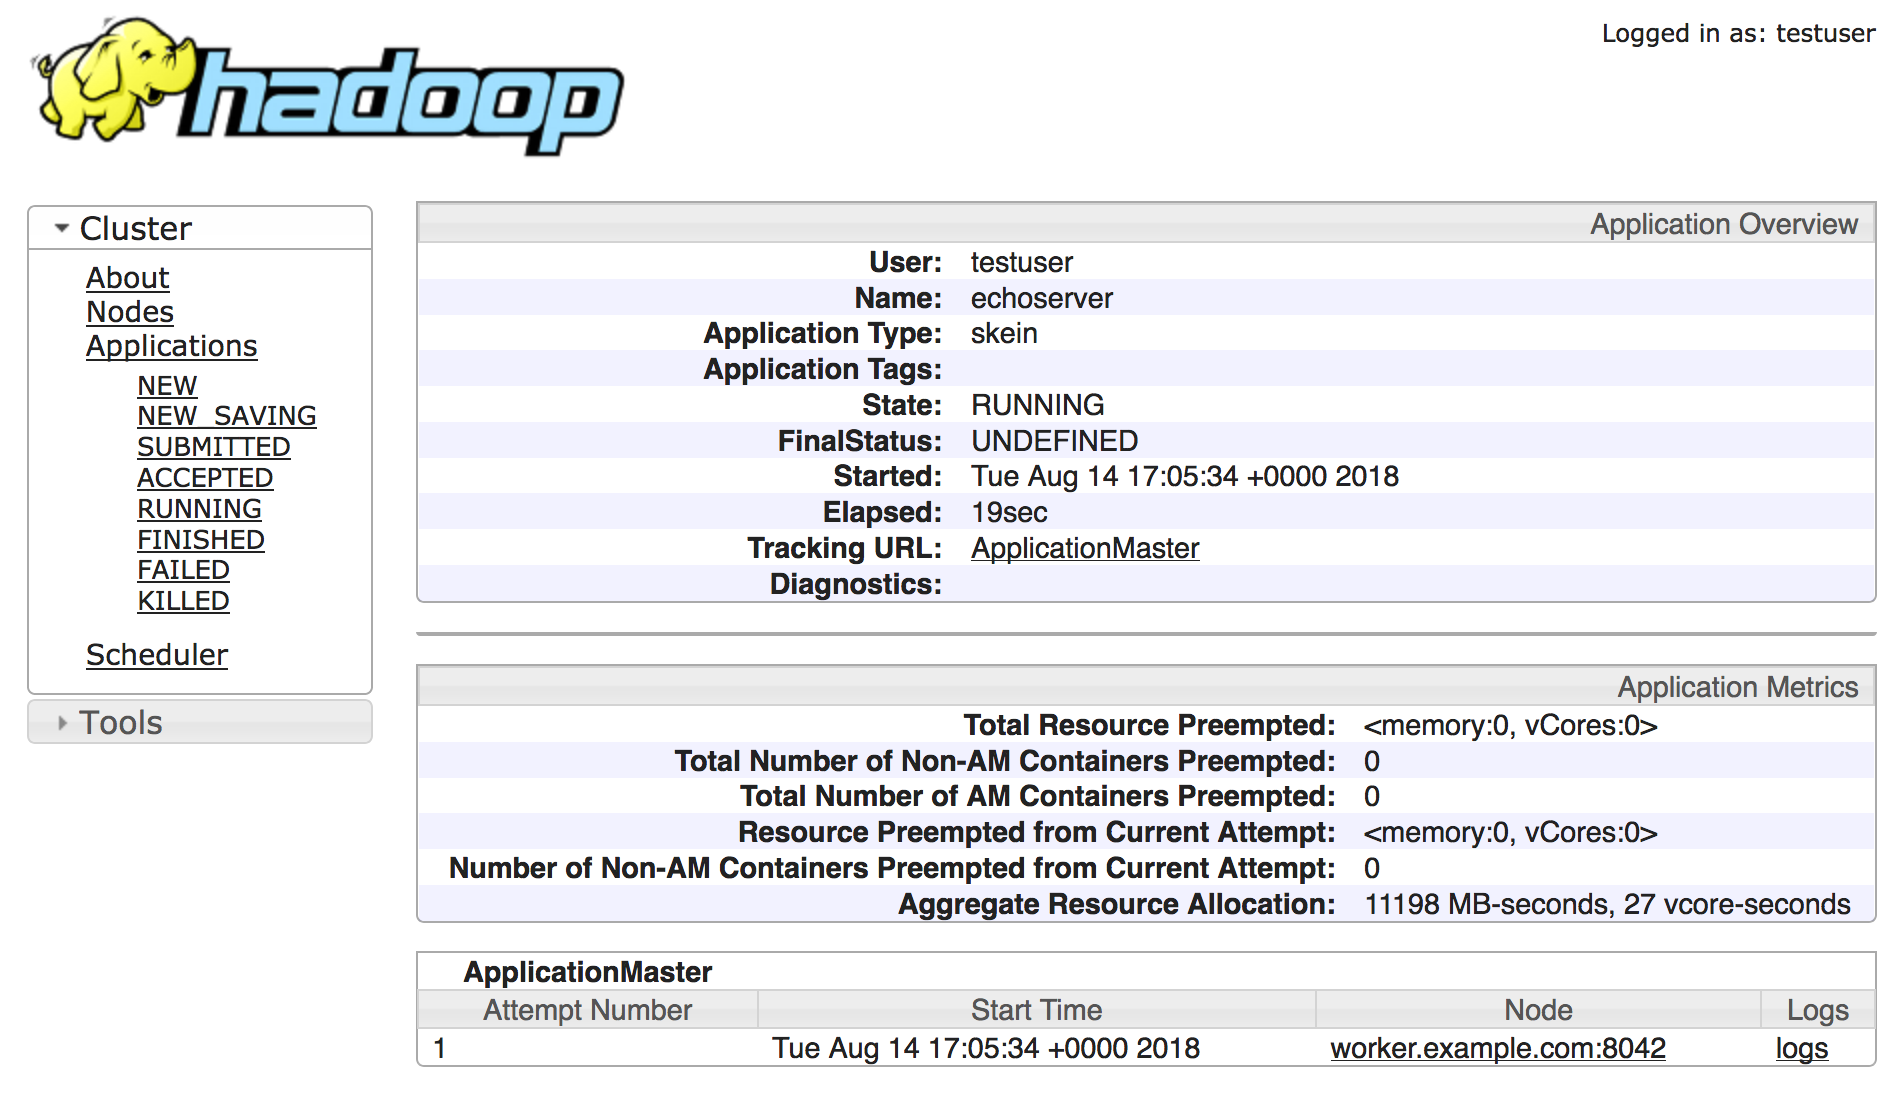 hadoop
Logged in as: testuser
Cluster
About
Nodes
Applications
NEW
NEW_SAVING
SUBMITTED
ACCEPTED
RUNNING
FINISHED
FAILED
KILLED
Scheduler
Tools
Application Overview
User: testuser
Name: echoserver
Application Type: skein
Application Tags:
State: RUNNING
FinalStatus: UNDEFINED
Started: Tue Aug 14 17:05:34 +0000 2018
Elapsed: 19sec
Tracking URL: ApplicationMaster
Diagnostics:
Application Metrics
Total Resource Preempted: <memory:0, vCores:0>
Total Number of Non-AM Containers Preempted: 0
Total Number of AM Containers Preempted: 0
Resource Preempted from Current Attempt: <memory:0, vCores:0>
Number of Non-AM Containers Preempted from Current Attempt: 0
Aggregate Resource Allocation: 11198 MB-seconds, 27 vcore-seconds
ApplicationMaster
Attempt Number Start Time Node Logs
1 Tue Aug 14 17:05:34 +0000 2018 worker.example.com:8042 logs